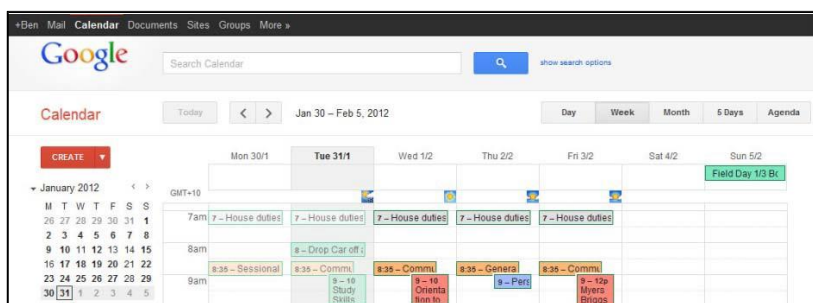 +Ben Mail Calendar Documents Sites Groups More »
Google
Search Calendar
show search options
Calendar
Today
Jan 30 – Feb 5, 2012
Day Week Month 5 Days Agenda
CREATE
Mon 30/1 Tue 31/1 Wed 1/2 Thu 2/2 Fri 3/2 Sat 4/2 Sun 5/2
Field Day 1/3
January 2012
GMT+10
M T W T F S S
26 27 28 29 30 31 1
2 3 4 5 6 7 8
9 10 11 12 13 14 15
16 17 18 19 20 21 22
23 24 25 26 27 28 29
30 31 1 2 3 4 5
7am 7 – House duties 7 – House duties 7 – House duties 7 – House duties 7 – House duties
8am 8 – Drop Car off
8:35 – Sessional 8:35 – Commu 8:35 – Commu 8:35 – General 8:35 – Commu
9am
9 – 10
Study
Skills
9 – 10
Orienta
tion to
9 – Pers
9 – 12p
Myers
Briggs